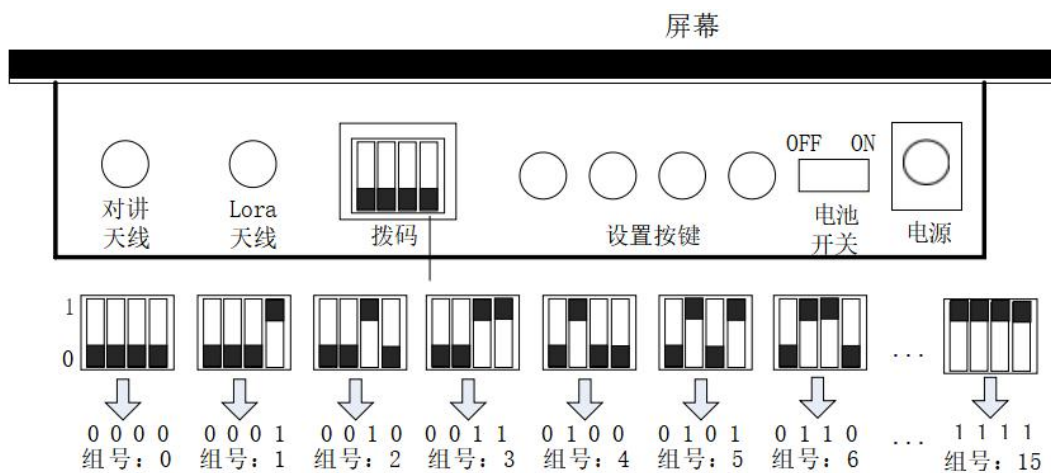 屏幕
OFF ON
对讲
天线
Lora
天线
拨码
设置按键
电池
开关
电源
1
0
...
0 0 0 0 0 0 0 1 0 0 1 0 0 0 1 1 0 1 0 0 0 1 0 1 0 1 1 0 ... 1 1 1 1
组号：0 组号：1 组号：2 组号：3 组号：4 组号：5 组号：6 组号：15